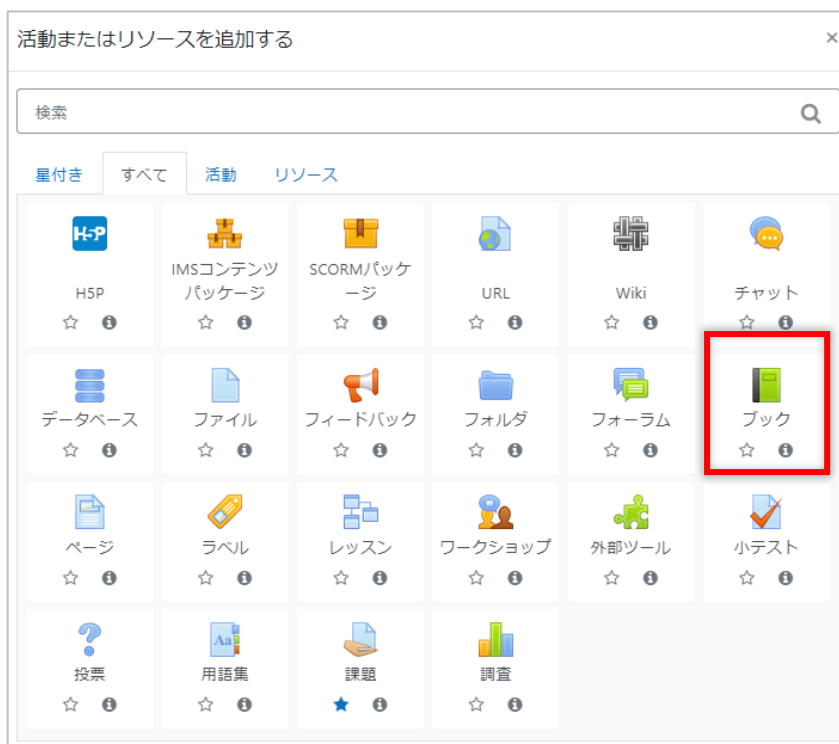 活動またはリソースを追加する ×
検索
星付き すべて 活動 リソース
H5P
H5P
IMSコンテンツ
パッケージ
SCORMパッケ
ージ
URL
Wiki
チャット
データベース
ファイル
フィードバック
フォルダ
フォーラム
ブック
ページ
Aa
ラベル
レッスン
ワークショップ
外部ツール
小テスト
投票
用語集
課題
調査